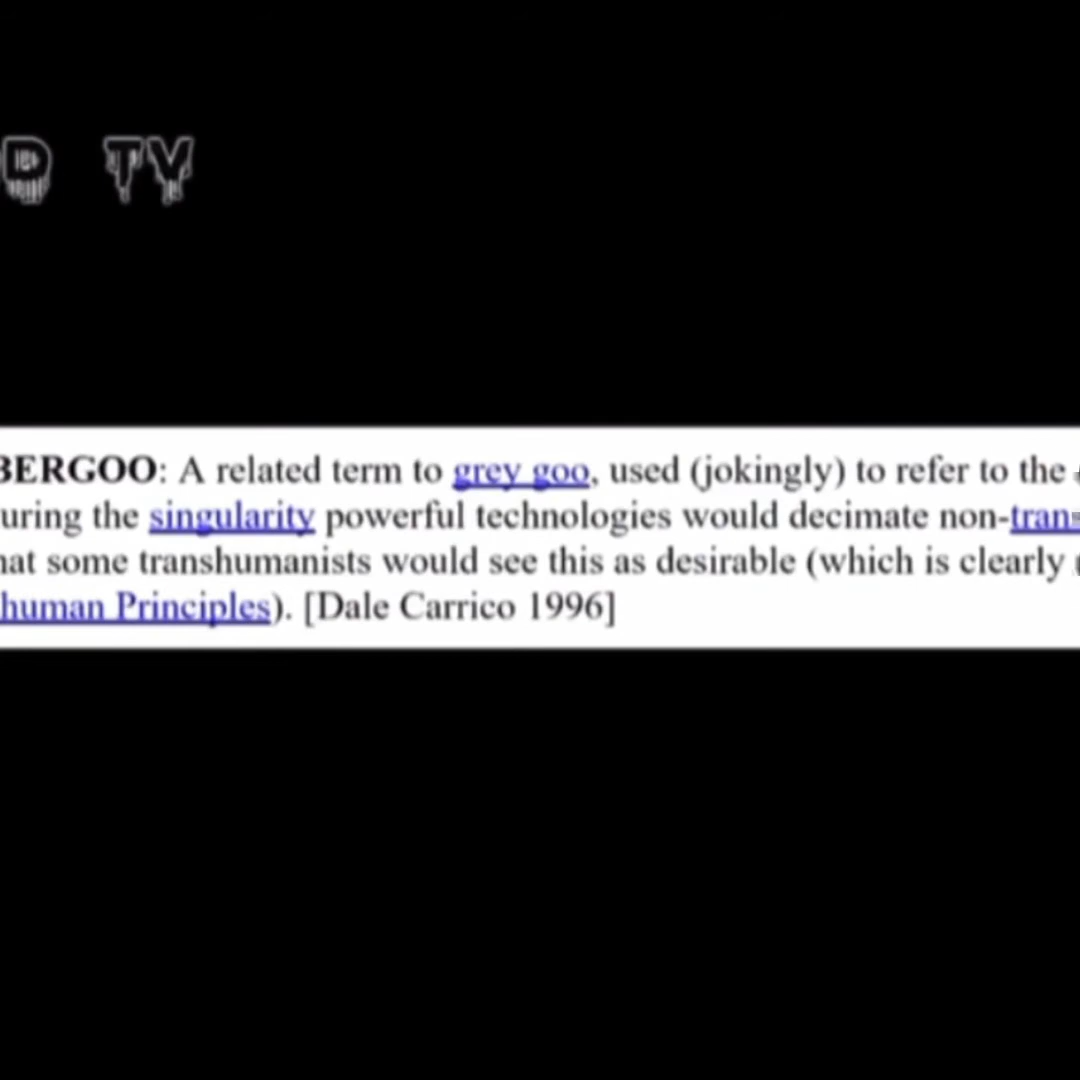 D TV
BERGOO: A related term to grey goo, used (jokingly) to refer to the
uring the singularity powerful technologies would decimate non-tran
hat some transhumanists would see this as desirable (which is clearly
human Principles). [Dale Carrico 1996]